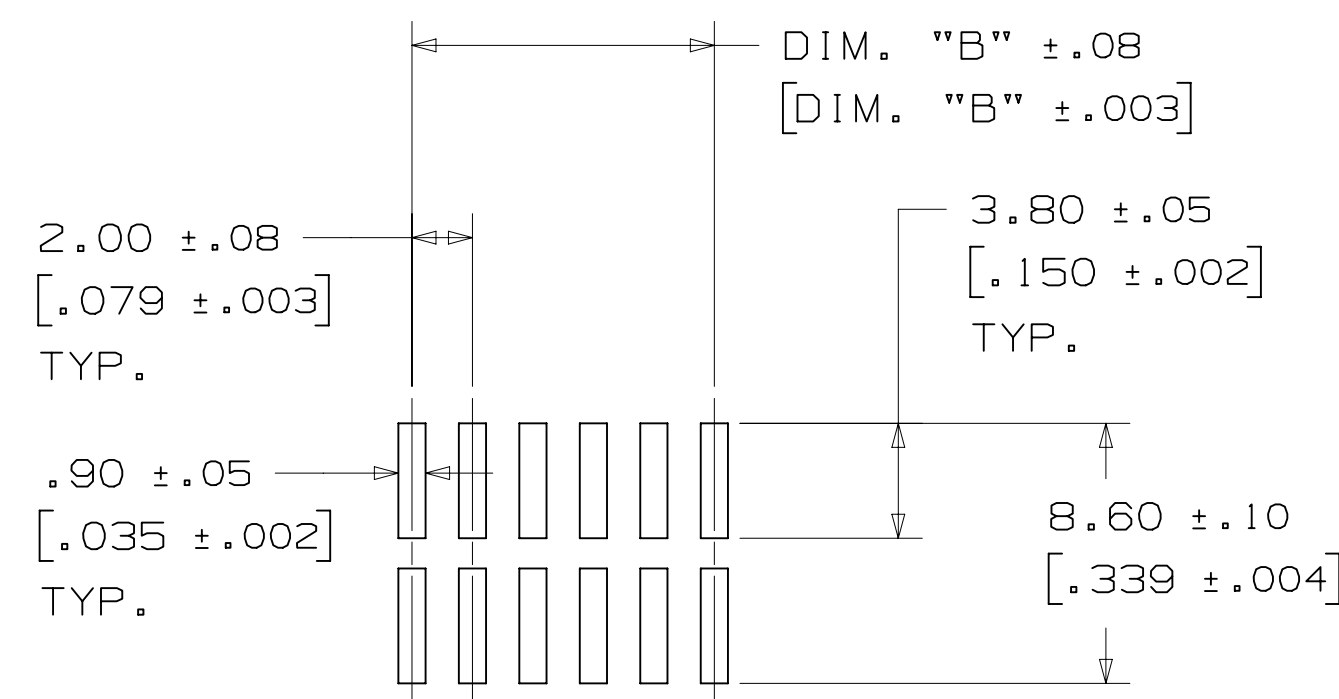 DIM. "B" ±.08
[DIM. "B" ±.003]
2.00 ±.08
[.079 ±.003]
TYP.
3.80 ±.05
[.150 ±.002]
TYP.
.90 ±.05
[.035 ±.002]
TYP.
8.60 ±.10
[.339 ±.004]